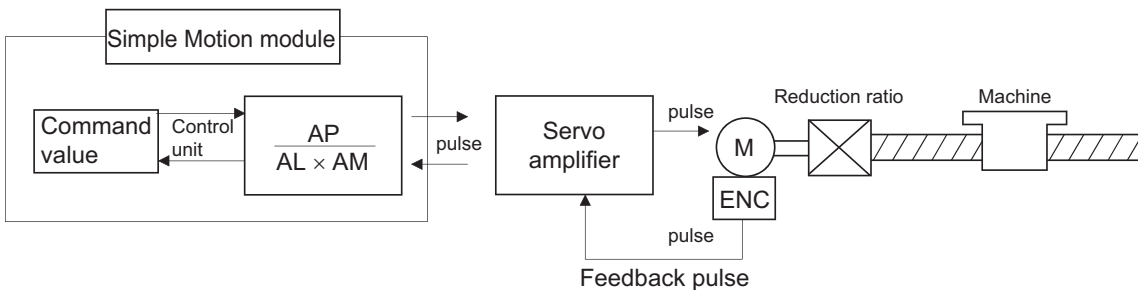 Simple Motion module
Command
value
Control
unit
AP
AL × AM
pulse
Servo
amplifier
pulse
M
ENC
pulse
Feedback pulse
Reduction ratio
Machine